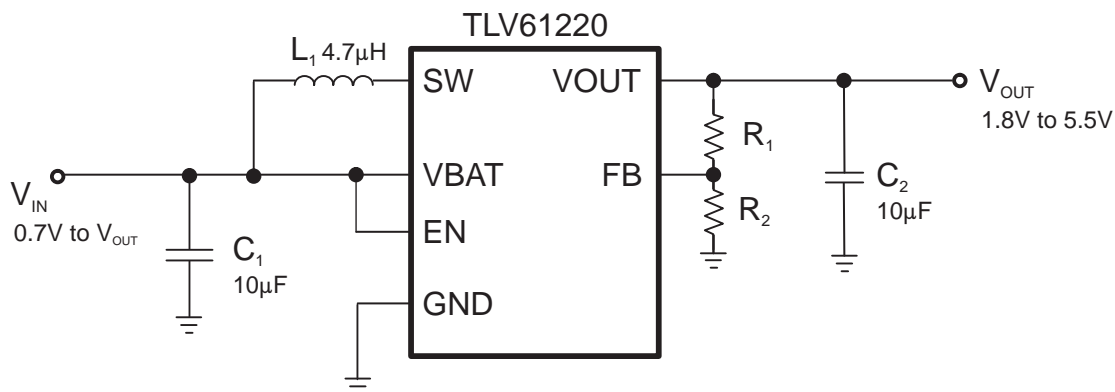 TLV61220
L1 4.7μH
SW
VOUT
VOUT
1.8V to 5.5V
R1
VBAT
FB
VIN
0.7V to VOUT
C2
10μF
R2
EN
C1
10μF
GND